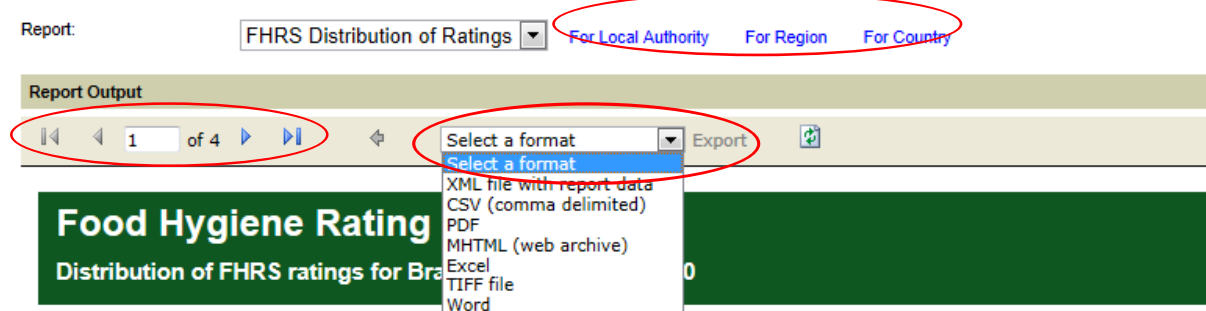 Report: FHRS Distribution of Ratings For Local Authority For Region For Country
Report Output
1 of 4 Select a format Export
Select a format
XML file with report data
CSV (comma delimited)
PDF
MHTML (web archive)
Excel
TIFF file
Word
Food Hygiene Rating
Distribution of FHRS ratings for Bra 0